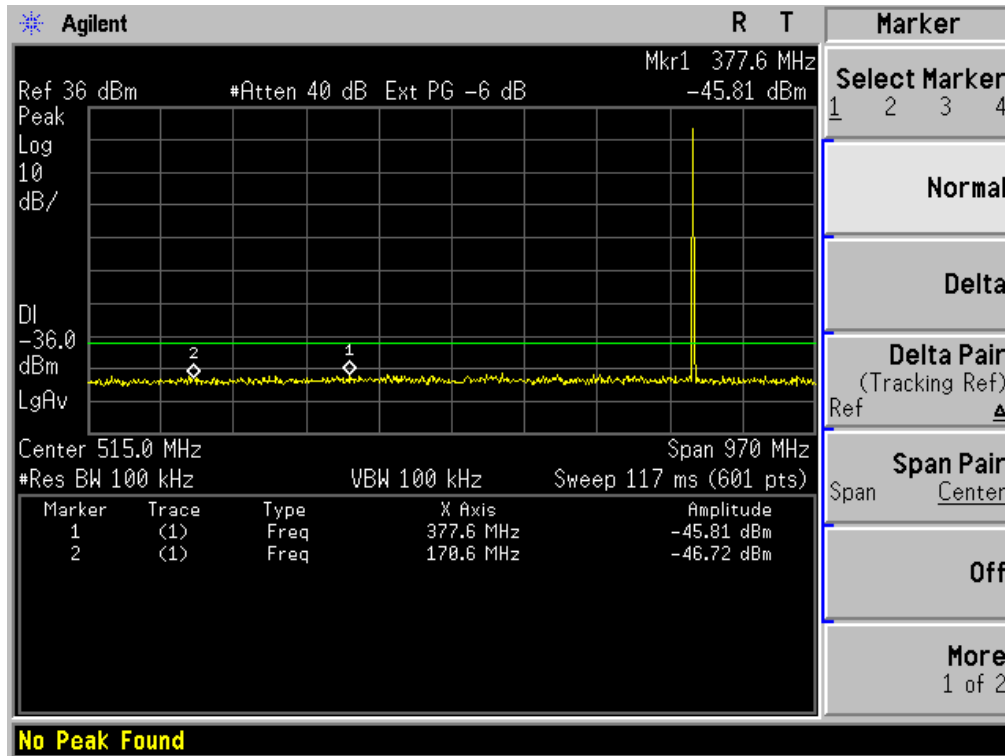 Agilent R T Marker
Mkr1 377.6 MHz
Ref 36 dBm #Atten 40 dB Ext PG -6 dB -45.81 dBm
Peak
Log
10
dB/
DI
-36.0
dBm
LgAv
2
1
Center 515.0 MHz Span 970 MHz
#Res BW 100 kHz VBW 100 kHz Sweep 117 ms (601 pts)
Marker Trace Type X Axis Amplitude
1 (1) Freq 377.6 MHz -45.81 dBm
2 (1) Freq 170.6 MHz -46.72 dBm
No Peak Found
Select Marker
1 2 3 4
Normal
Delta
Delta Pair
(Tracking Ref)
Ref Δ
Span Pair
Span Center
Off
More
1 of 2